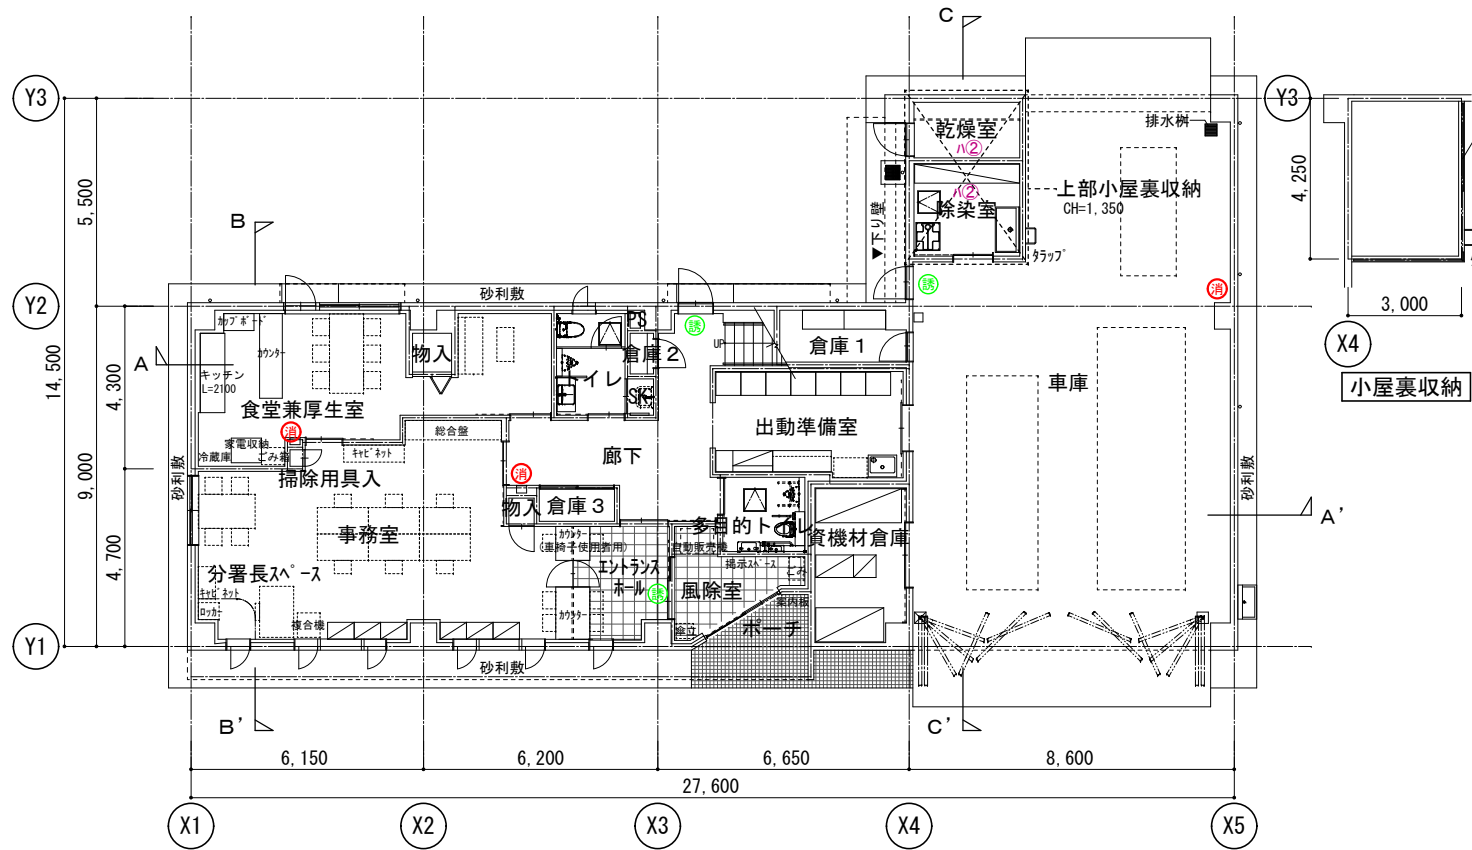 C
Y3
Y3
排水桝
乾燥室
ハ②
ハ②
除染室
上部小屋裏収納
CH=1,350
▼下り壁
タラップ
4,250
5,500
3,000
X4
小屋裏収納
B
Y2
砂利敷
誘
誘
消
カップボード
カウンター
キッチン
L=2100
物入
PS
倉庫2
トイレ
SK
UP
倉庫1
車庫
A
14,500
4,300
食堂兼厚生室
消
総合盤
出動準備室
家電収納
冷蔵庫
ごみ箱
キャビネット
廊下
消
9,000
砂利敷
砂利敷
掃除用具入
物入
倉庫3
A'
多目的トイレ
資機材倉庫
事務室
カウンター
(車椅子使用者用)
自動販売機
掲示スペース
ごみ
4,700
分署長スペース
エントランス
ホール
誘
風除室
キャビネット
ロッカー
複合機
カウンター
案内板
傘立
ポーチ
Y1
砂利敷
B'
C'
6,150
6,200
6,650
8,600
27,600
X1
X2
X3
X4
X5